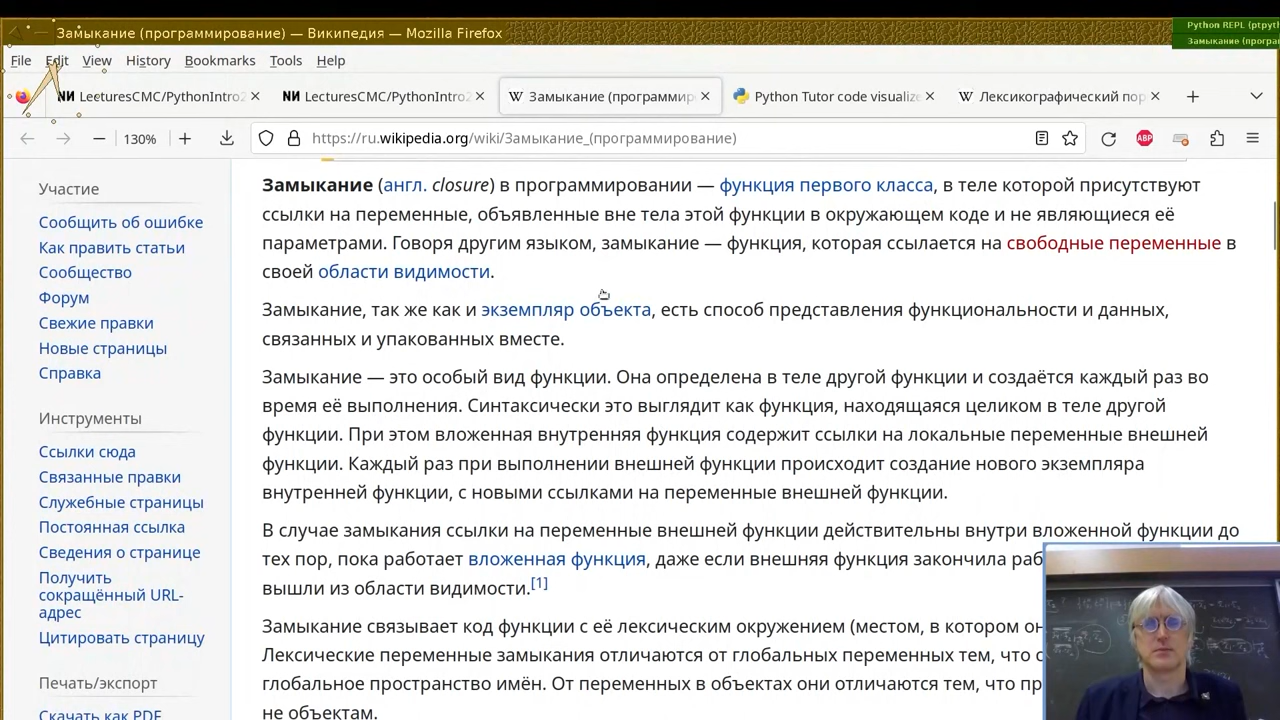 Замыкание (программирование) — Википедия — Mozilla Firefox
Python REPL (ptpyth
Замыкание (програм
File Edit View History Bookmarks Tools Help
LecturesCMC/PythonIntro2
LecturesCMC/PythonIntro2
Замыкание (программир
Python Tutor code visualize
Лексикографический пор
130%
https://ru.wikipedia.org/wiki/Замыкание_(программирование)
ABP
Участие
Сообщить об ошибке
Как править статьи
Сообщество
Форум
Свежие правки
Новые страницы
Справка
Инструменты
Ссылки сюда
Связанные правки
Служебные страницы
Постоянная ссылка
Сведения о странице
Получить
сокращённый URL-
адрес
Цитировать страницу
Печать/экспорт
Скачать как PDF
Замыкание (англ. closure) в программировании — функция первого класса, в теле которой присутствуют
ссылки на переменные, объявленные вне тела этой функции в окружающем коде и не являющиеся её
параметрами. Говоря другим языком, замыкание — функция, которая ссылается на свободные переменные в
своей области видимости.
Замыкание, так же как и экземпляр объекта, есть способ представления функциональности и данных,
связанных и упакованных вместе.
Замыкание — это особый вид функции. Она определена в теле другой функции и создаётся каждый раз во
время её выполнения. Синтаксически это выглядит как функция, находящаяся целиком в теле другой
функции. При этом вложенная внутренняя функция содержит ссылки на локальные переменные внешней
функции. Каждый раз при выполнении внешней функции происходит создание нового экземпляра
внутренней функции, с новыми ссылками на переменные внешней функции.
В случае замыкания ссылки на переменные внешней функции действительны внутри вложенной функции до
тех пор, пока работает вложенная функция, даже если внешняя функция закончила раб
вышли из области видимости.[1]
Замыкание связывает код функции с её лексическим окружением (местом, в котором он
Лексические переменные замыкания отличаются от глобальных переменных тем, что с
глобальное пространство имён. От переменных в объектах они отличаются тем, что пр
не объектам.